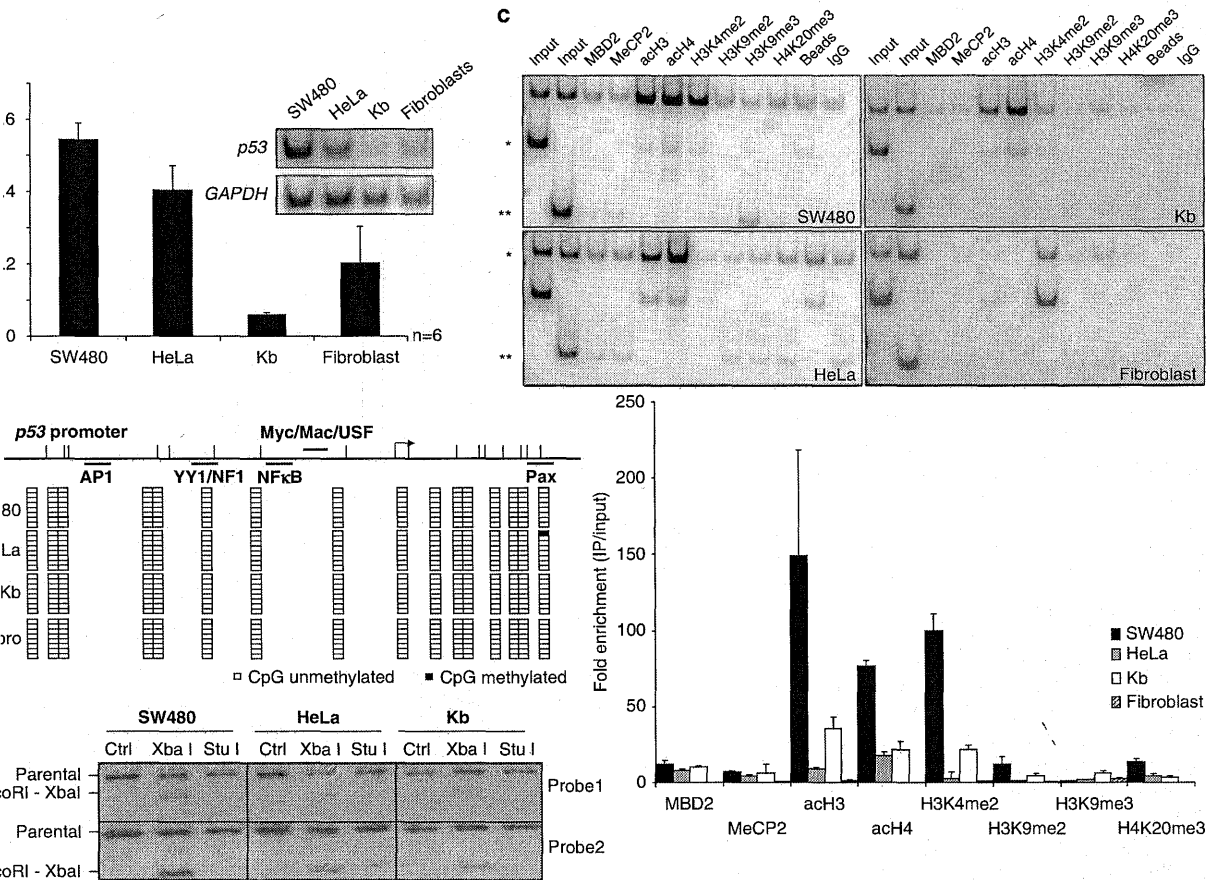 SW480 HeLa Kb Fibroblasts
p53
GAPDH
6
.4
.2
0
SW480 HeLa Kb Fibroblast
n=6
c
Input Input MBD2 MeCP2 acH3 acH4 H3K4me2 H3K9me2 H3K9me3 H4K20me3 Beads IgG
Input Input MBD2 MeCP2 acH3 acH4 H3K4me2 H3K9me2 H3K9me3 H4K20me3 Beads IgG
*
**
SW480
Kb
*
**
HeLa
Fibroblast
p53 promoter
Myc/Mac/USF
AP1 YY1/NF1 NFκB Pax
80
La
Kb
pro
CpG unmethylated CpG methylated
SW480 HeLa Kb
Ctrl Xba I Stu I Ctrl Xba I Stu I Ctrl Xba I Stu I
Parental
coRI - XbaI
Probe1
Parental
coRI - XbaI
Probe2
Fold enrichment (IP/input)
250
200
150
100
50
0
SW480
HeLa
Kb
Fibroblast
MBD2 acH3 H3K4me2 H3K9me3
MeCP2 acH4 H3K9me2 H4K20me3